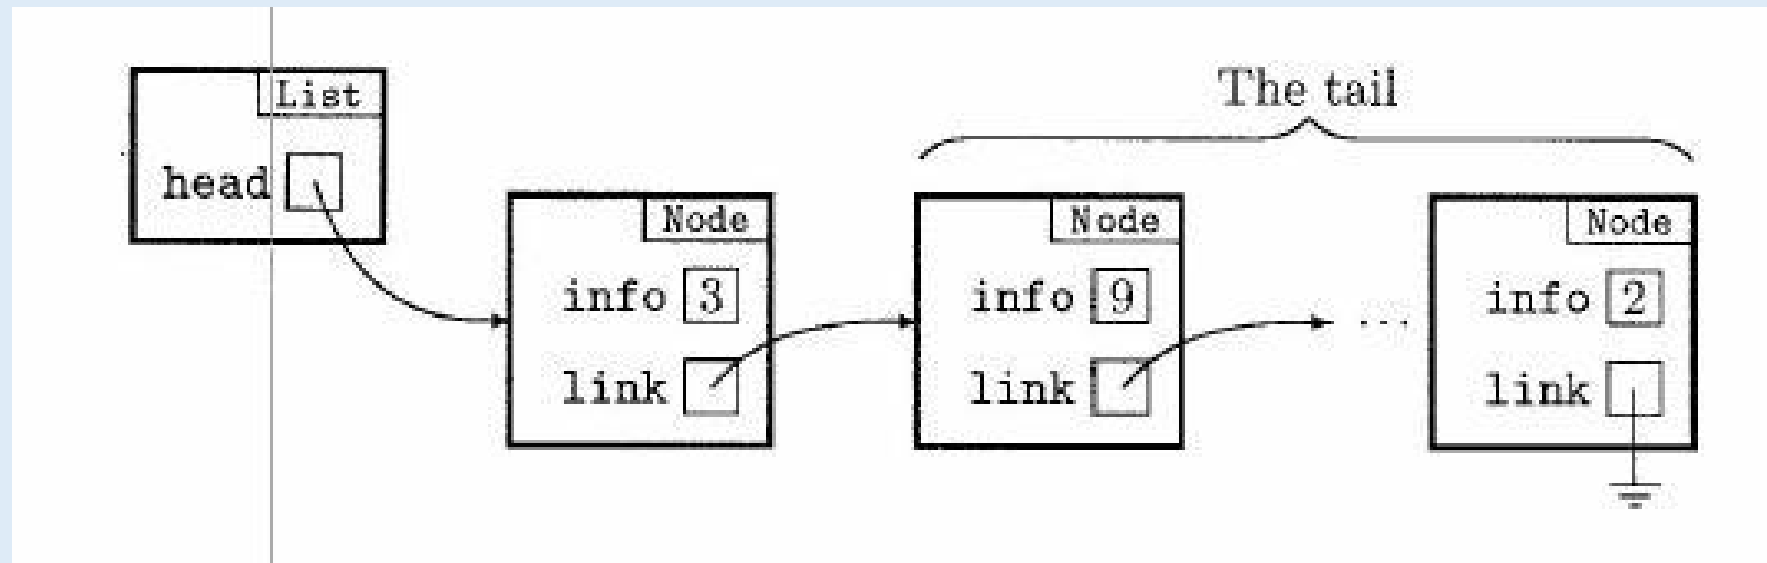 List
head
The tail
Node
info 3
link
Node
info 9
link
...
Node
info 2
link